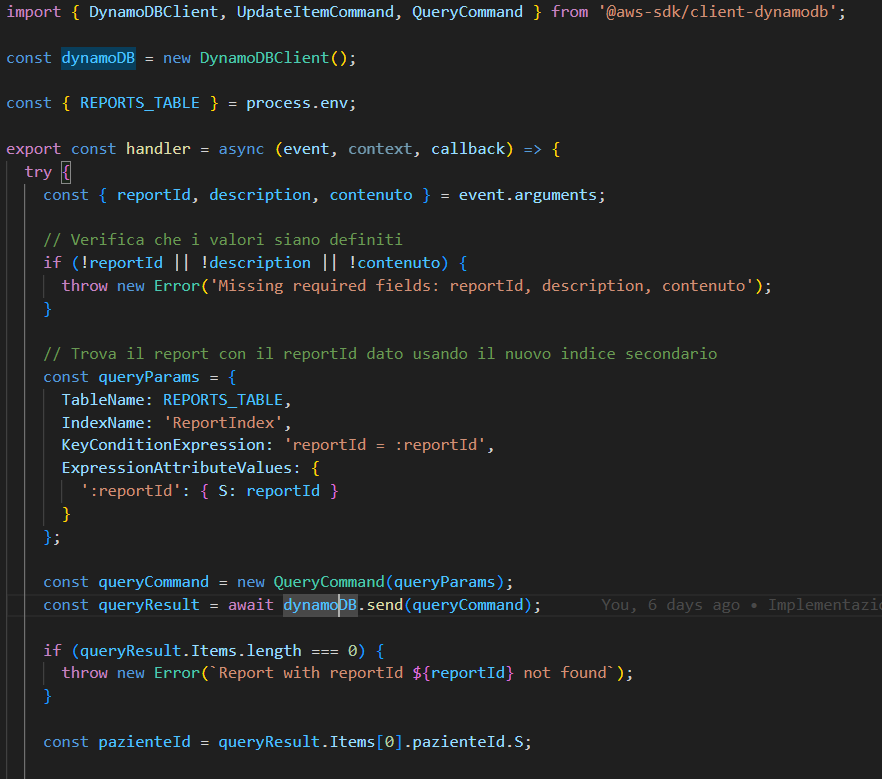 import { DynamoDBClient, UpdateItemCommand, QueryCommand } from '@aws-sdk/client-dynamodb';
const dynamoDB = new DynamoDBClient();
const { REPORTS_TABLE } = process.env;
export const handler = async (event, context, callback) => {
try {
const { reportId, description, contenuto } = event.arguments;
// Verifica che i valori siano definiti
if (!reportId || !description || !contenuto) {
throw new Error('Missing required fields: reportId, description, contenuto');
}
// Trova il report con il reportId dato usando il nuovo indice secondario
const queryParams = {
TableName: REPORTS_TABLE,
IndexName: 'ReportIndex',
KeyConditionExpression: 'reportId = :reportId',
ExpressionAttributeValues: {
':reportId': { S: reportId }
}
};
const queryCommand = new QueryCommand(queryParams);
const queryResult = await dynamoDB.send(queryCommand); You, 6 days ago • Implementazi
if (queryResult.Items.length === 0) {
throw new Error(`Report with reportId ${reportId} not found`);
}
const pazienteId = queryResult.Items[0].pazienteId.S;